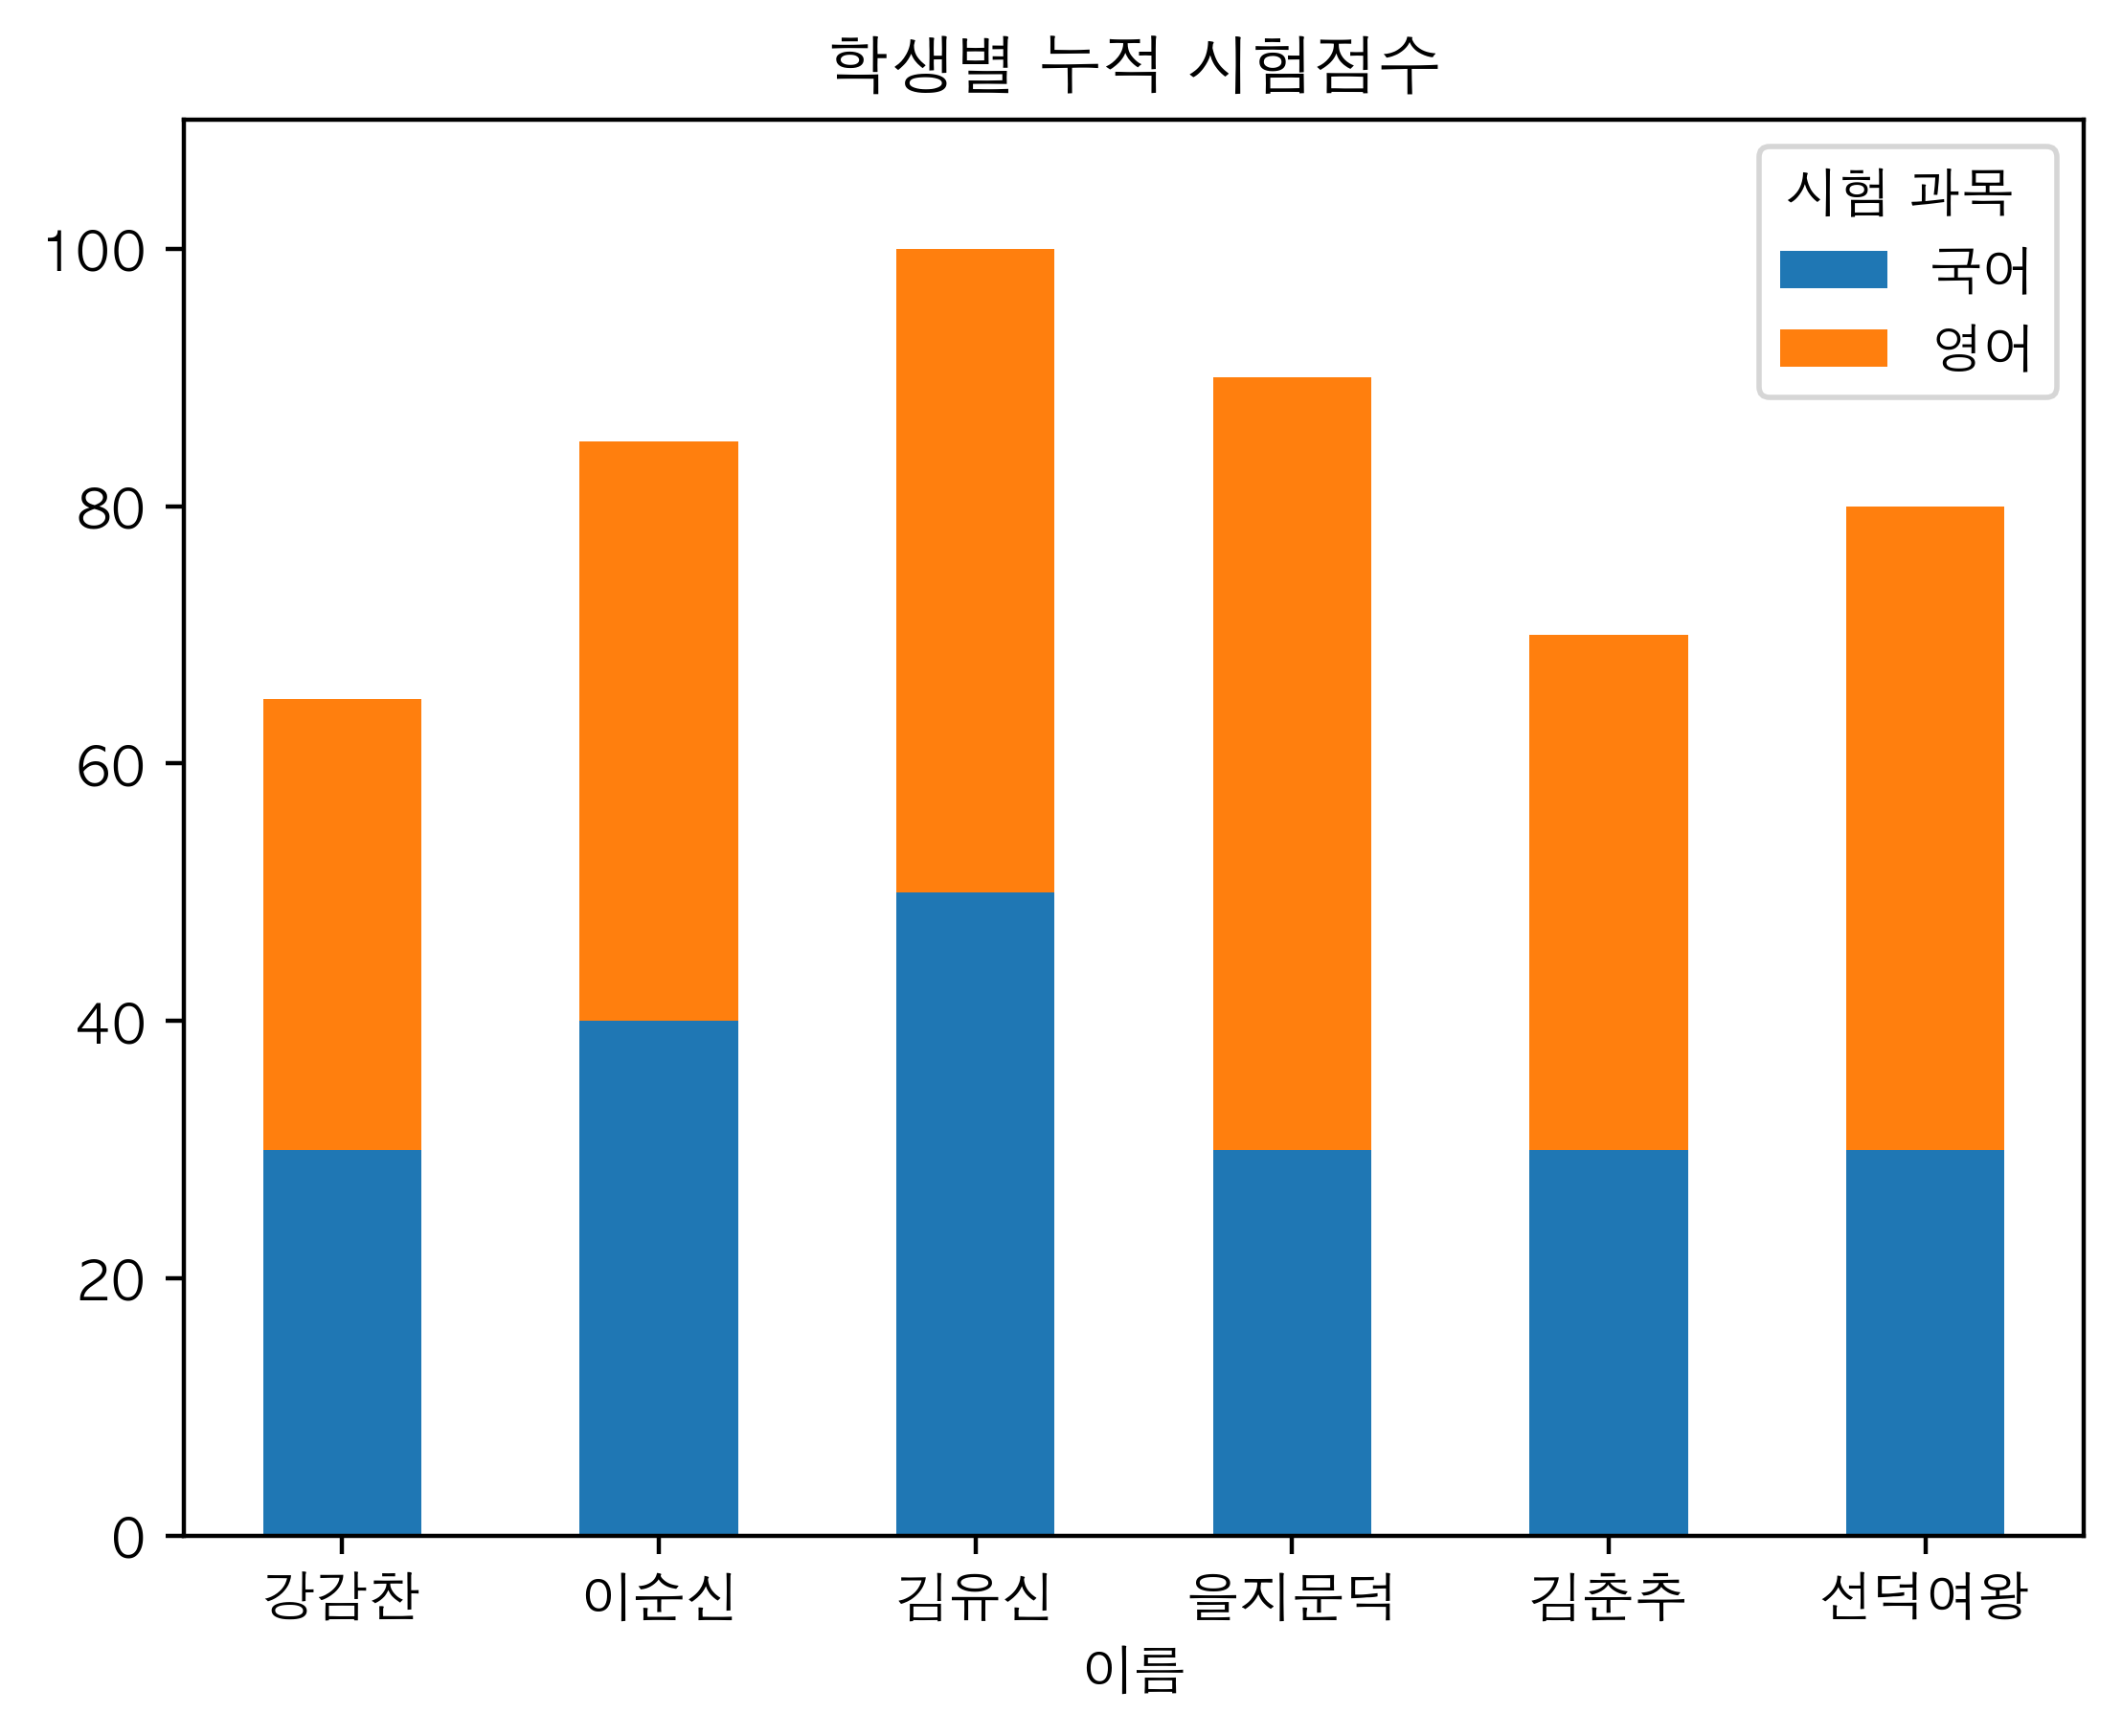 학생별 누적 시험점수
시험 과목
국어
영어
100
80
60
40
20
0
강감찬 이순신 김유신 을지문덕 김춘추 선덕여왕
이름